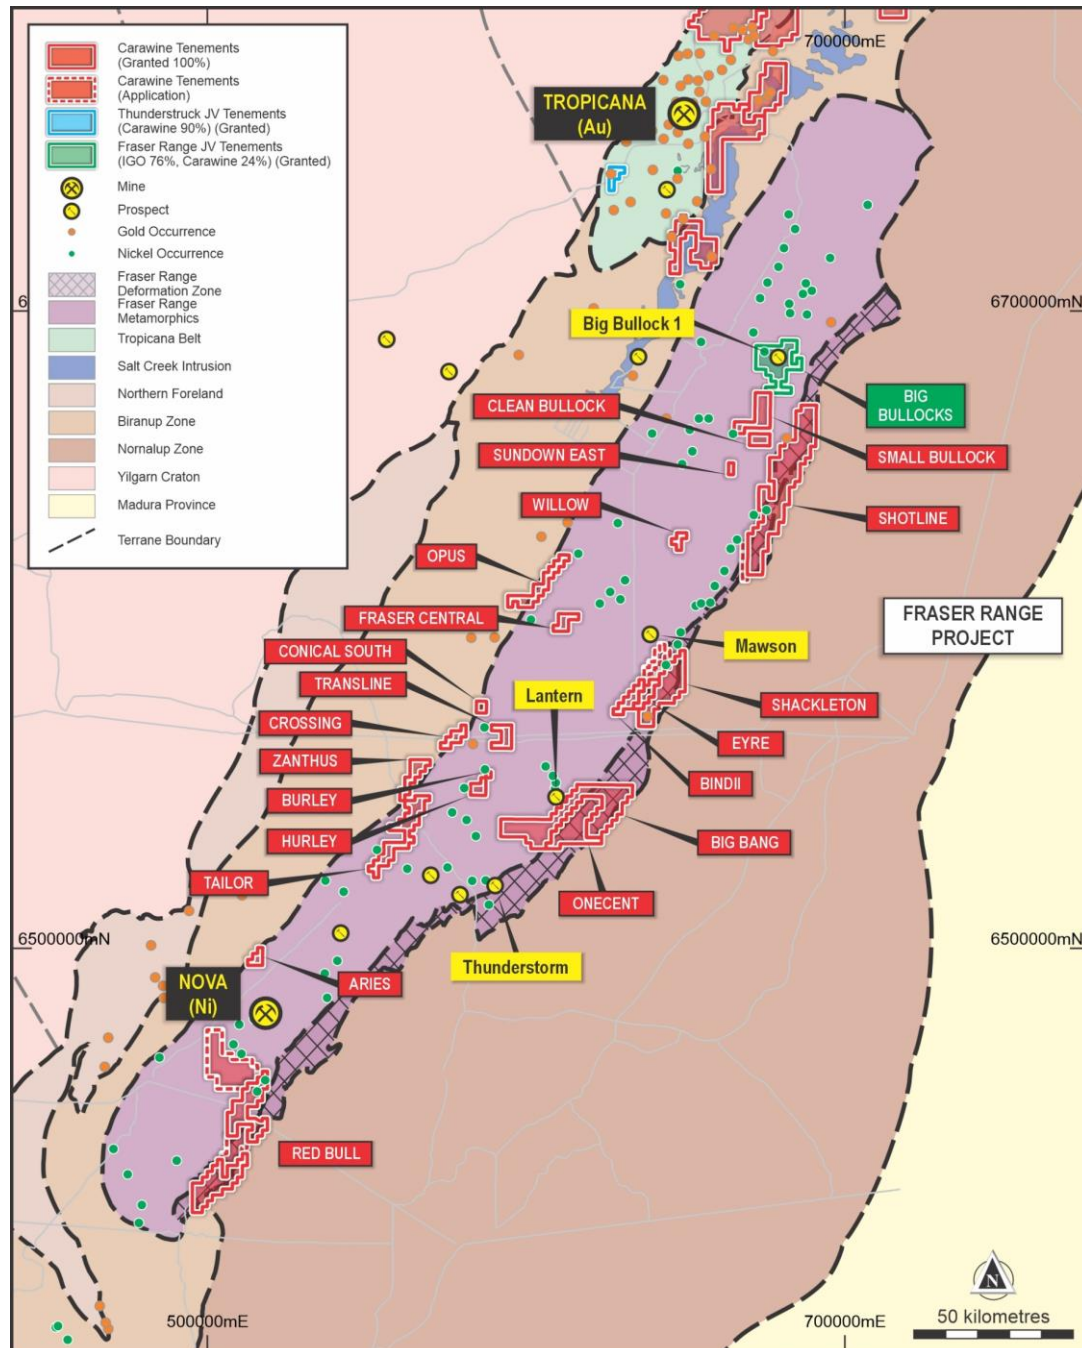 Carawine Tenements
(Granted 100%)
Carawine Tenements
(Application)
Thunderstruck JV Tenements
(Carawine 90%) (Granted)
Fraser Range JV Tenements
(IGO 76%, Carawine 24%) (Granted)
Mine
Prospect
Gold Occurrence
Nickel Occurrence
Fraser Range
Deformation Zone
Fraser Range
Metamorphics
Tropicana Belt
Salt Creek Intrusion
Northern Foreland
Biranup Zone
Nornalup Zone
Yilgarn Craton
Madura Province
Terrane Boundary
700000mE
TROPICANA
(Au)
6700000mN
Big Bullock 1
BIG
BULLOCKS
CLEAN BULLOCK
SUNDOWN EAST
SMALL BULLOCK
WILLOW
SHOTLINE
OPUS
FRASER CENTRAL
FRASER RANGE
PROJECT
CONICAL SOUTH
Mawson
TRANSLINE
Lantern
SHACKLETON
CROSSING
EYRE
ZANTHUS
BINDII
BURLEY
HURLEY
BIG BANG
TAILOR
ONECENT
6500000mN
6500000mN
Thunderstorm
NOVA
(Ni)
ARIES
RED BULL
N
500000mE
700000mE
50 kilometres